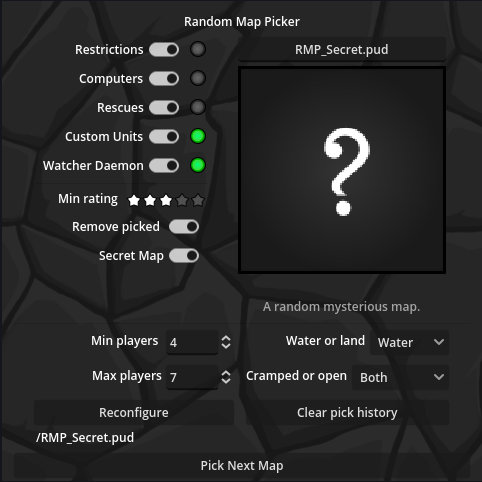 Random Map Picker
Restrictions
RMP_Secret.pud
Computers
Rescues
Custom Units
Watcher Daemon
?
Min rating
Remove picked
Secret Map
A random mysterious map.
Min players 4 Water or land Water
Max players 7 Cramped or open Both
Reconfigure Clear pick history
/RMP_Secret.pud
Pick Next Map